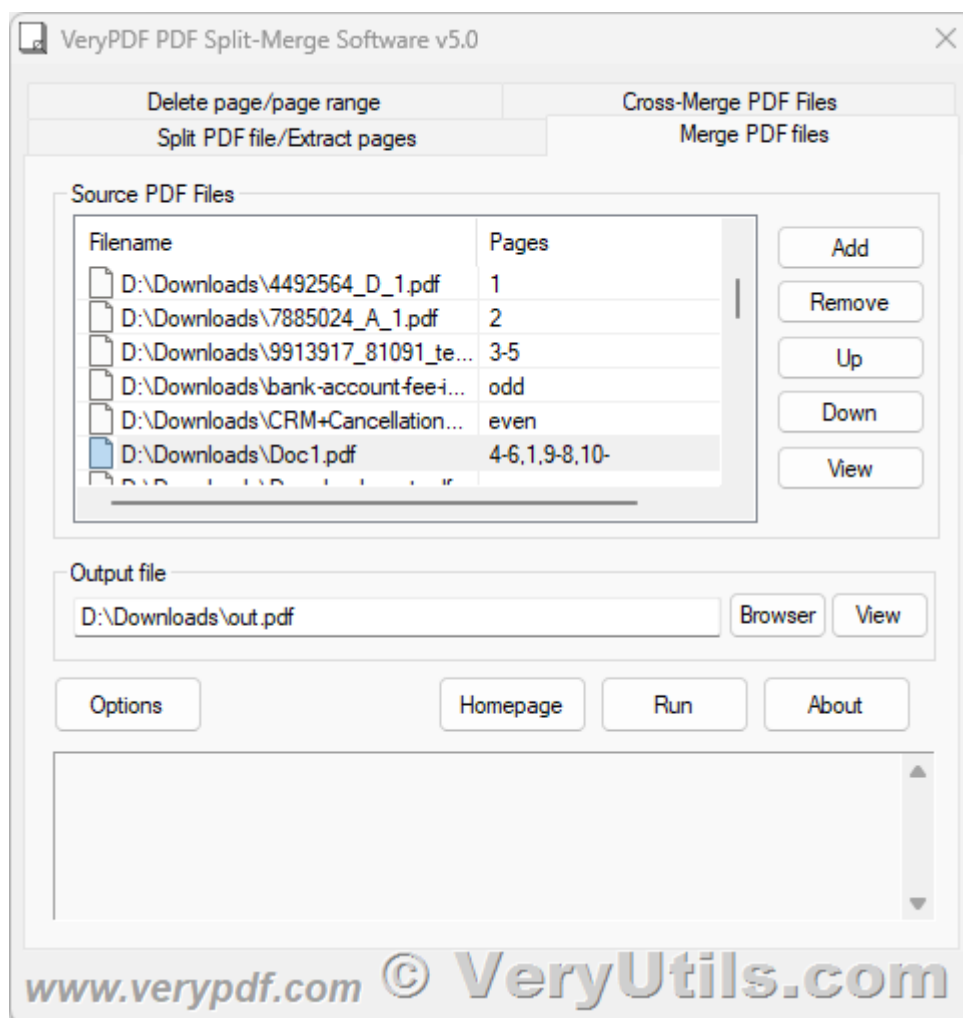 VeryPDF PDF Split-Merge Software v5.0
Delete page/page range
Cross-Merge PDF Files
Split PDF file/Extract pages
Merge PDF files
Source PDF Files
Filename Pages
D:\Downloads\4492564_D_1.pdf 1
D:\Downloads\7885024_A_1.pdf 2
D:\Downloads\9913917_81091_te... 3-5
D:\Downloads\bank-account-fee-i... odd
D:\Downloads\CRM+Cancellation... even
D:\Downloads\Doc1.pdf 4-6,1,9-8,10-
Add
Remove
Up
Down
View
Output file
D:\Downloads\out.pdf Browser View
Options Homepage Run About
www.verypdf.com © VeryUtils.com